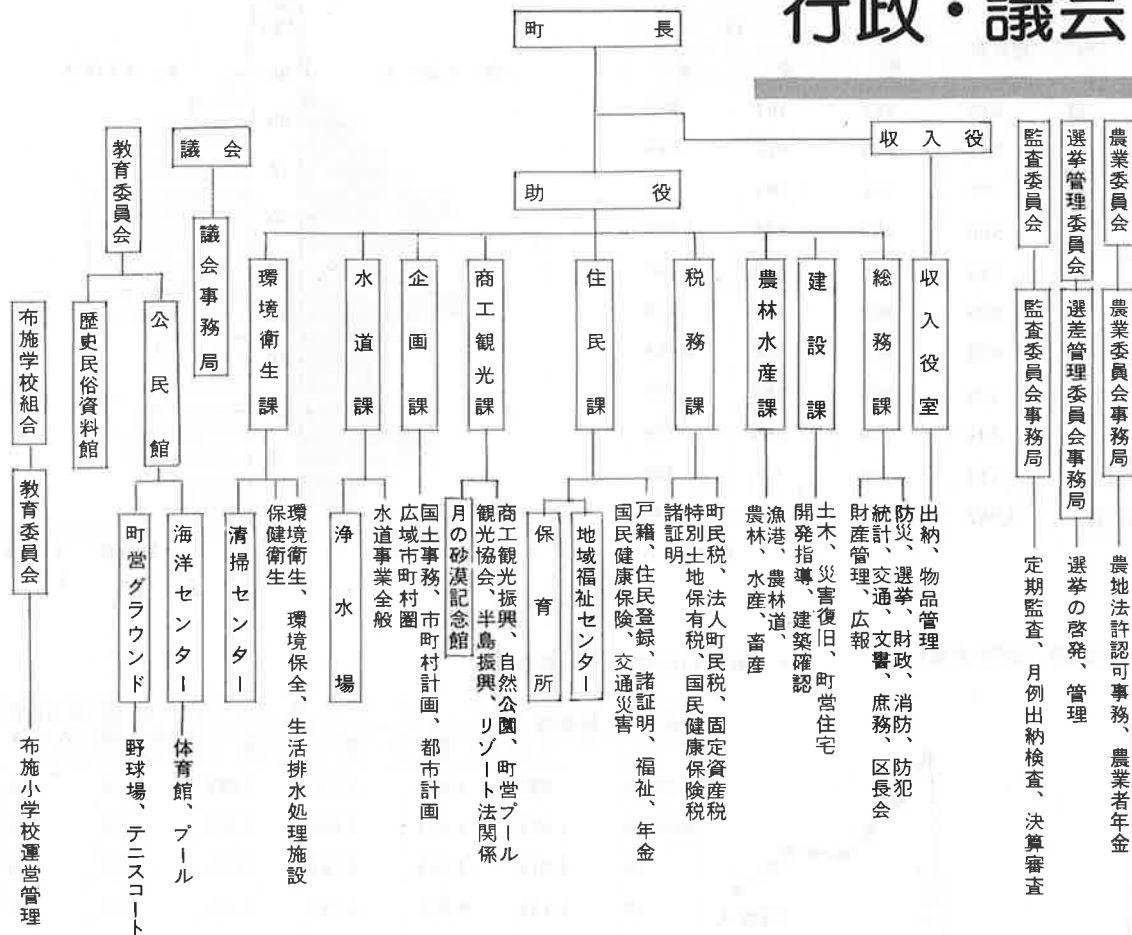 行政・議会
町長
収入役
助役
農業委員会
選挙管理委員会
監査委員会
農業委員会事務局
選差管理委員会事務局
監査委員会事務局
農地法許認可事務、農業者年金
選挙の啓発、管理
定期監査、月例出納検査、決算審査
収入役室
出納、物品管理
総務課
防災、選挙、財政、消防、防犯
統計、交通、文書、庶務、区長会
財産管理、広報
建設課
土木、災害復旧、町営住宅
開発指導、建築確認
農林水産課
漁港、農林道、
農林、水産、畜産
税務課
町民税、法人町民税、固定資産税
特別土地保有税、国民健康保険税
諸証明
住民課
戸籍、住民登録、諸証明、福祉、年金
国民健康保険、交通災害
地域福祉センター
保育所
商工観光課
商工観光振興、自然公園、町営プール
観光協会、半島振興、リゾート法関係
月の砂漠記念館
企画課
国土事務、市町村計画、都市計画
広域市町村圏
水道課
水道事業全般
浄水場
環境衛生課
環境衛生、環境保全、生活排水処理施設
保健衛生
清掃センター
議会
議会事務局
教育委員会
公民館
歴史民俗資料館
海洋センター
体育館、プール
町営グラウンド
野球場、テニスコート
布施学校組合
教育委員会
布施小学校運営管理